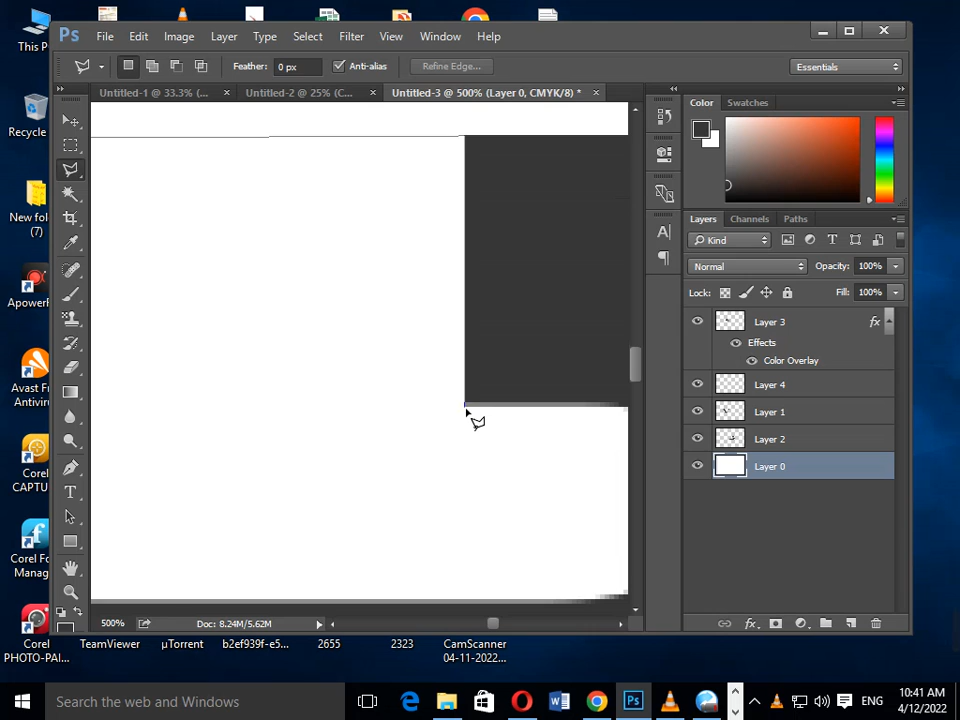 This P
Recycle
New fol
(7)
ApowerR
Avast Fr
Antivir
Corel
CAPTU
Corel Fo
Manag
Corel
PHOTO-PAI...
TeamViewer
µTorrent
b2ef939f-e5...
2655
2323
CamScanner
04-11-2022...
Ps
File
Edit
Image
Layer
Type
Select
Filter
View
Window
Help
Feather:
0 px
Anti-alias
Refine Edge...
Essentials
Untitled-1 @ 33.3% (...
Untitled-2 @ 25% (C...
Untitled-3 @ 500% (Layer 0, CMYK/8) *
Color
Swatches
Layers
Channels
Paths
Kind
Normal
Opacity:
100%
Lock:
Fill:
100%
Layer 3
fx
Effects
Color Overlay
Layer 4
Layer 1
Layer 2
Layer 0
500%
Doc: 8.24M/5.62M
Search the web and Windows
ENG
10:41 AM
4/12/2022